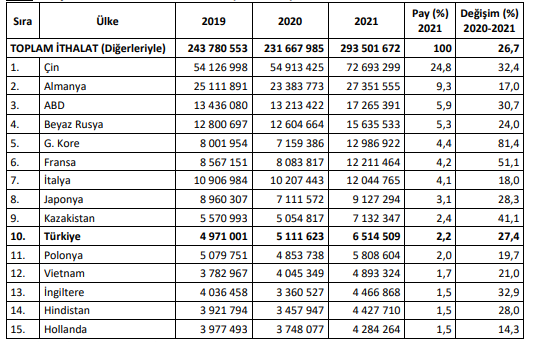 Sıra Ülke 2019 2020 2021 Pay (%) 2021 Değişim (%) 2020-2021
TOPLAM İTHALAT (Diğerleriyle) 243 780 553 231 667 985 293 501 672 100 26,7
1. Çin 54 126 998 54 913 425 72 693 299 24,8 32,4
2. Almanya 25 111 891 23 383 773 27 351 555 9,3 17,0
3. ABD 13 436 080 13 213 422 17 265 391 5,9 30,7
4. Beyaz Rusya 12 800 697 12 604 664 15 635 533 5,3 24,0
5. G. Kore 8 001 954 7 159 386 12 986 922 4,4 81,4
6. Fransa 8 567 151 8 083 817 12 211 464 4,2 51,1
7. İtalya 10 906 984 10 207 443 12 044 765 4,1 18,0
8. Japonya 8 960 307 7 111 572 9 127 294 3,1 28,3
9. Kazakistan 5 570 993 5 054 817 7 132 347 2,4 41,1
10. Türkiye 4 971 001 5 111 623 6 514 509 2,2 27,4
11. Polonya 5 079 751 4 853 738 5 808 604 2,0 19,7
12. Vietnam 3 782 967 4 045 349 4 893 324 1,7 21,0
13. İngiltere 4 036 458 3 360 527 4 466 868 1,5 32,9
14. Hindistan 3 921 794 3 457 947 4 427 710 1,5 28,0
15. Hollanda 3 977 493 3 748 077 4 284 264 1,5 14,3